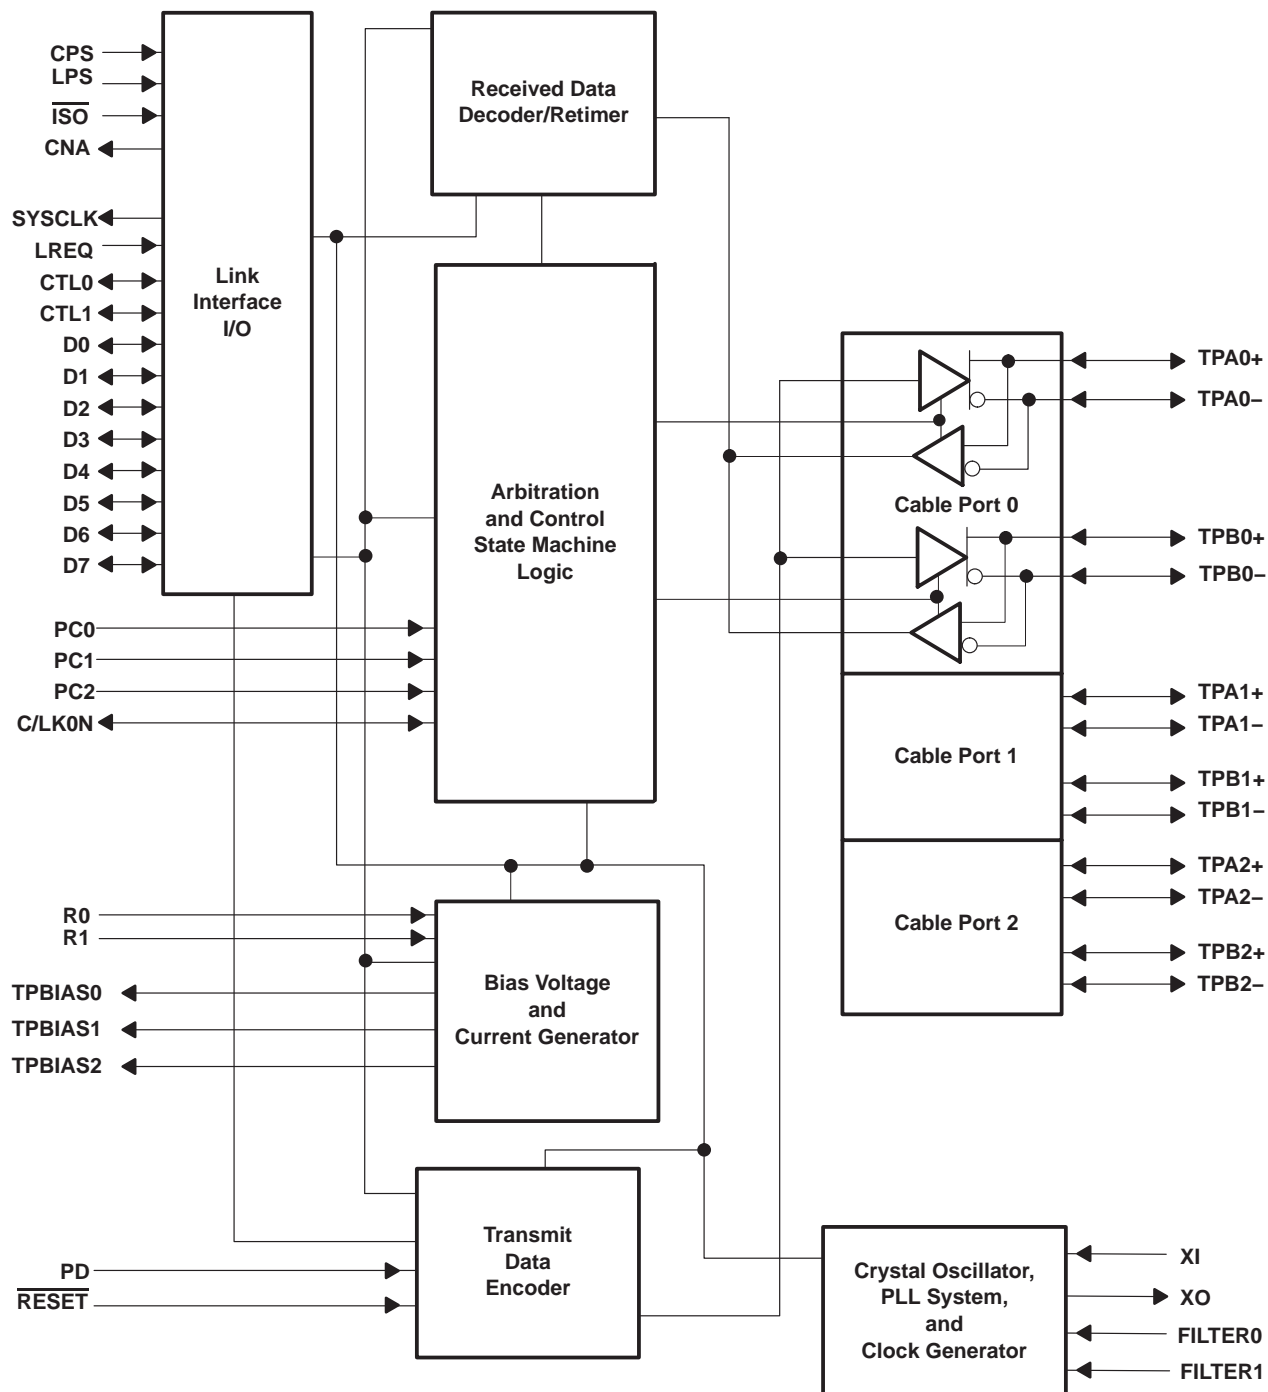 CPS
LPS
ISO
CNA
SYSCLK
LREQ
CTL0
CTL1
D0
D1
D2
D3
D4
D5
D6
D7
Link
Interface
I/O
Received Data
Decoder/Retimer
PC0
PC1
PC2
C/LK0N
Arbitration
and Control
State Machine
Logic
Cable Port 0
TPA0+
TPA0–
TPB0+
TPB0–
Cable Port 1
TPA1+
TPA1–
TPB1+
TPB1–
Cable Port 2
TPA2+
TPA2–
TPB2+
TPB2–
R0
R1
TPBIAS0
TPBIAS1
TPBIAS2
Bias Voltage
and
Current Generator
PD
RESET
Transmit
Data
Encoder
Crystal Oscillator,
PLL System,
and
Clock Generator
XI
XO
FILTER0
FILTER1